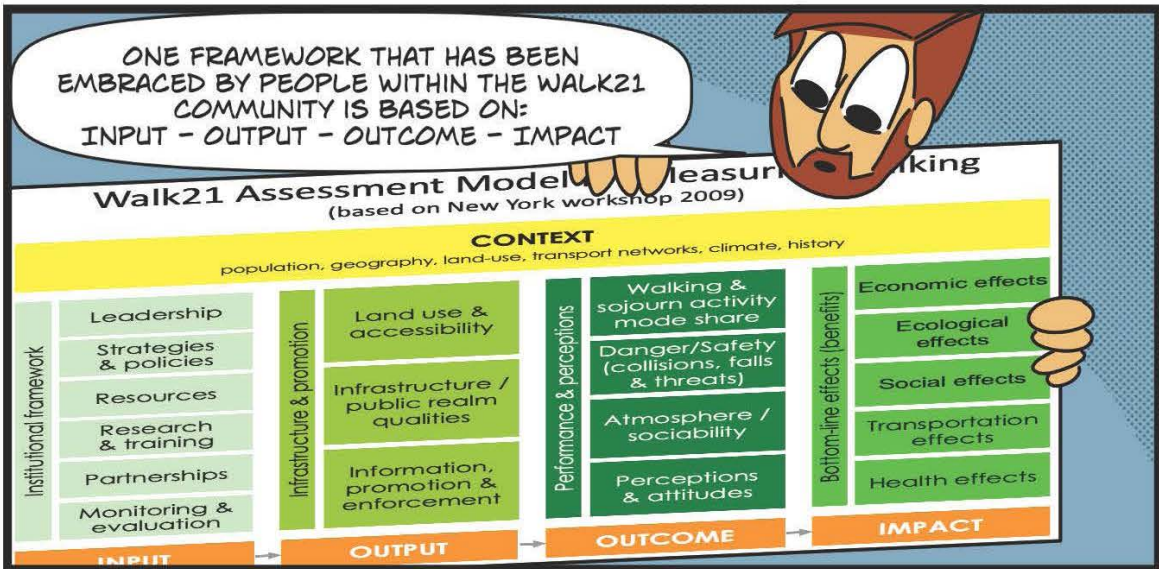 ONE FRAMEWORK THAT HAS BEEN
EMBRACED BY PEOPLE WITHIN THE WALK21
COMMUNITY IS BASED ON:
INPUT - OUTPUT - OUTCOME - IMPACT
Walk21 Assessment Model
(based on New York workshop 2009)
CONTEXT
population, geography, land-use, transport networks, climate, history
Institutional framework
Leadership
Strategies
& policies
Resources
Research
& training
Partnerships
Monitoring &
evaluation
INPUT
Infrastructure & promotion
Land use &
accessibility
Infrastructure /
public realm
qualities
Information,
promotion &
enforcement
OUTPUT
Performance & perceptions
Walking &
sojourn activity
mode share
Danger/Safety
(collisions, falls
& threats)
Atmosphere /
sociability
Perceptions
& attitudes
OUTCOME
Bottom-line effects (benefits)
Economic effects
Ecological
effects
Social effects
Transportation
effects
Health effects
IMPACT